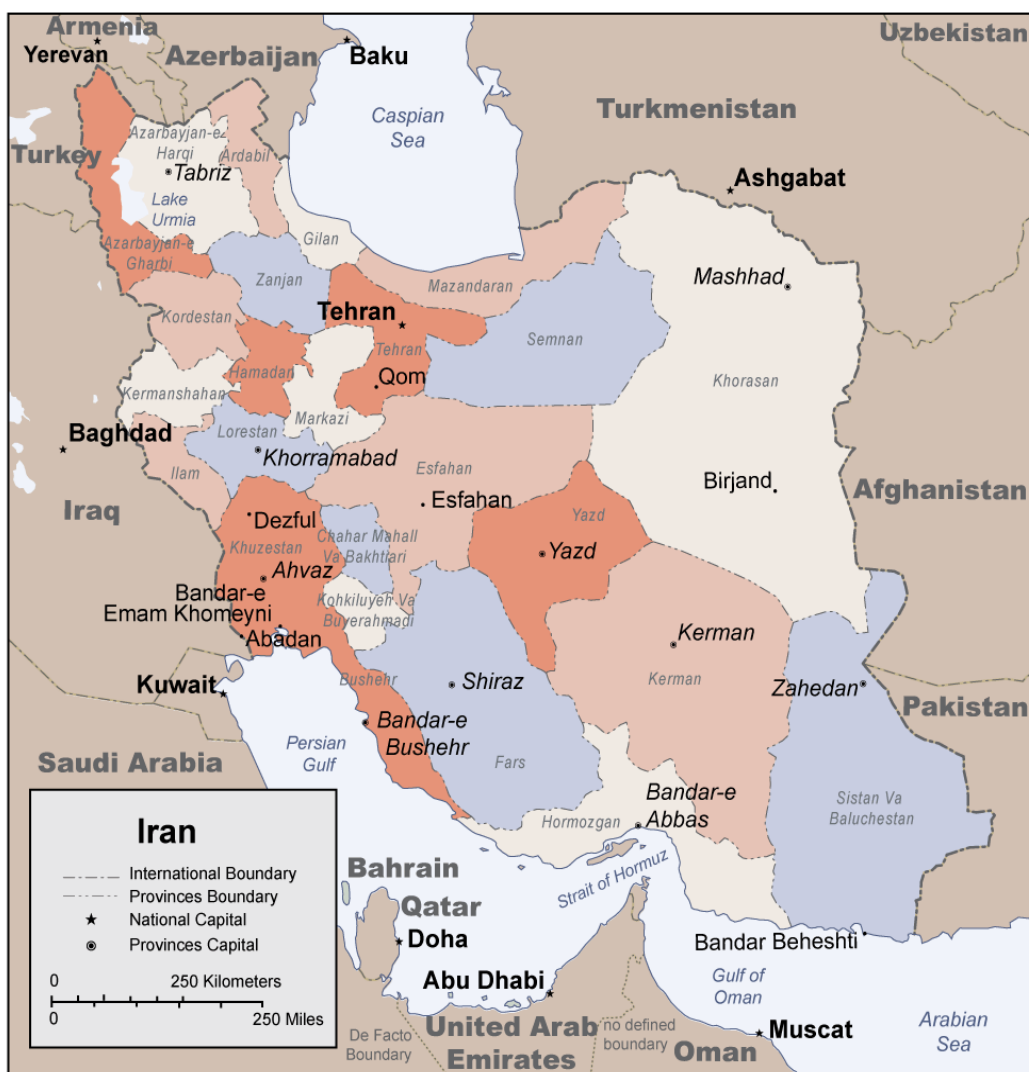 Armenia
Yerevan
Azerbaijan
Baku
Uzbekistan
Caspian
Sea
Turkmenistan
Turkey
Azarbayjan-e
Harqi
Ardabil
Tabriz
Ashgabat
Lake
Urmia
Gilan
Azarbayjan-e
Gharbi
Zanjan
Mazandaran
Mashhad
Kordestan
Tehran
Tehran
Semnan
Hamadan
Qom
Khorasan
Kermanshahan
Markazi
Baghdad
Lorestan
Khorramabad
Ilam
Esfahan
Esfahan
Birjand
Afghanistan
Iraq
Dezful
Khuzestan
Chahar Mahall
Va Bakhtiari
Yazd
Yazd
Ahvaz
Bandar-e
Emam Khomeyni
Kohkiluyeh Va
Buyerahmadi
Abadan
Kerman
Kerman
Kuwait
Bushehr
Shiraz
Zahedan
Pakistan
Bandar-e
Bushehr
Persian
Gulf
Saudi Arabia
Fars
Bandar-e
Abbas
Hormozgan
Sistan Va
Baluchestan
Strait of Hormuz
Bahrain
Qatar
Doha
Bandar Beheshti
Abu Dhabi
Gulf of
Oman
United Arab
Emirates
De Facto
Boundary
no defined
boundary
Oman
Muscat
Arabian
Sea
Iran
International Boundary
Provinces Boundary
National Capital
Provinces Capital
0 250 Kilometers
0 250 Miles